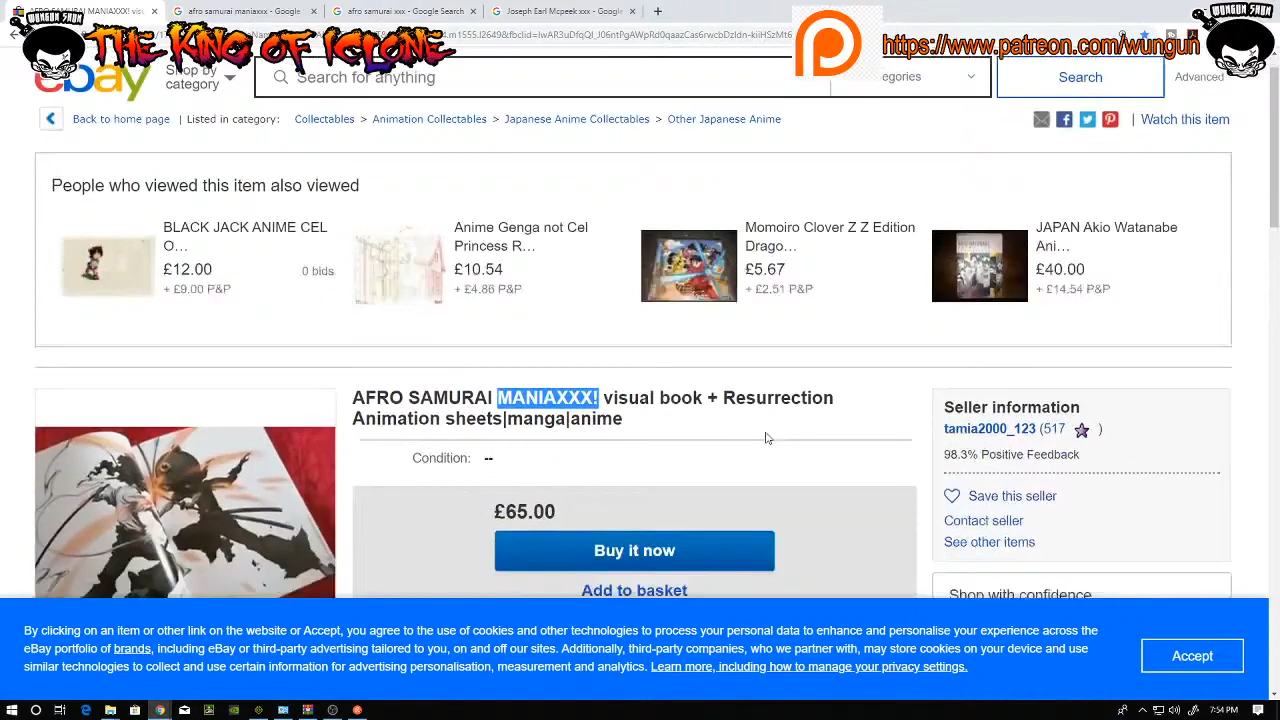 AFRO SAMURAI MANIAXXX! vis
afro samurai maniaxxx - Google
afro samurai xxx - Google Search
Joseph Earl Mcpeek xxx - Google
WUNGUN SHUN
THE KING OF ICLONE
https://www.patreon.com/wungun
WUNGUN SHUN
ebay
Shop by category
Search for anything
egories
Search
Advanced
Back to home page | Listed in category: Collectables > Animation Collectables > Japanese Anime Collectables > Other Japanese Anime
| Watch this item
People who viewed this item also viewed
BLACK JACK ANIME CEL O...
£12.00 0 bids
+ £9.00 P&P
Anime Genga not Cel Princess R...
£10.54
+ £4.86 P&P
Momoiro Clover Z Z Edition Drago...
£5.67
+ £2.51 P&P
JAPAN Akio Watanabe Ani...
£40.00
+ £14.54 P&P
AFRO SAMURAI MANIAXXX! visual book + Resurrection
Animation sheets|manga|anime
Condition: --
£65.00
Buy it now
Add to basket
Seller information
tamia2000_123 (517 )
98.3% Positive Feedback
Save this seller
Contact seller
See other items
Shop with confidence
By clicking on an item or other link on the website or Accept, you agree to the use of cookies and other technologies to process your personal data to enhance and personalise your experience across the
eBay portfolio of brands, including eBay or third-party advertising tailored to you, on and off our sites. Additionally, third-party companies, who we partner with, may store cookies on your device and use
similar technologies to collect and use certain information for advertising personalisation, measurement and analytics. Learn more, including how to manage your privacy settings.
Accept
7:54 PM